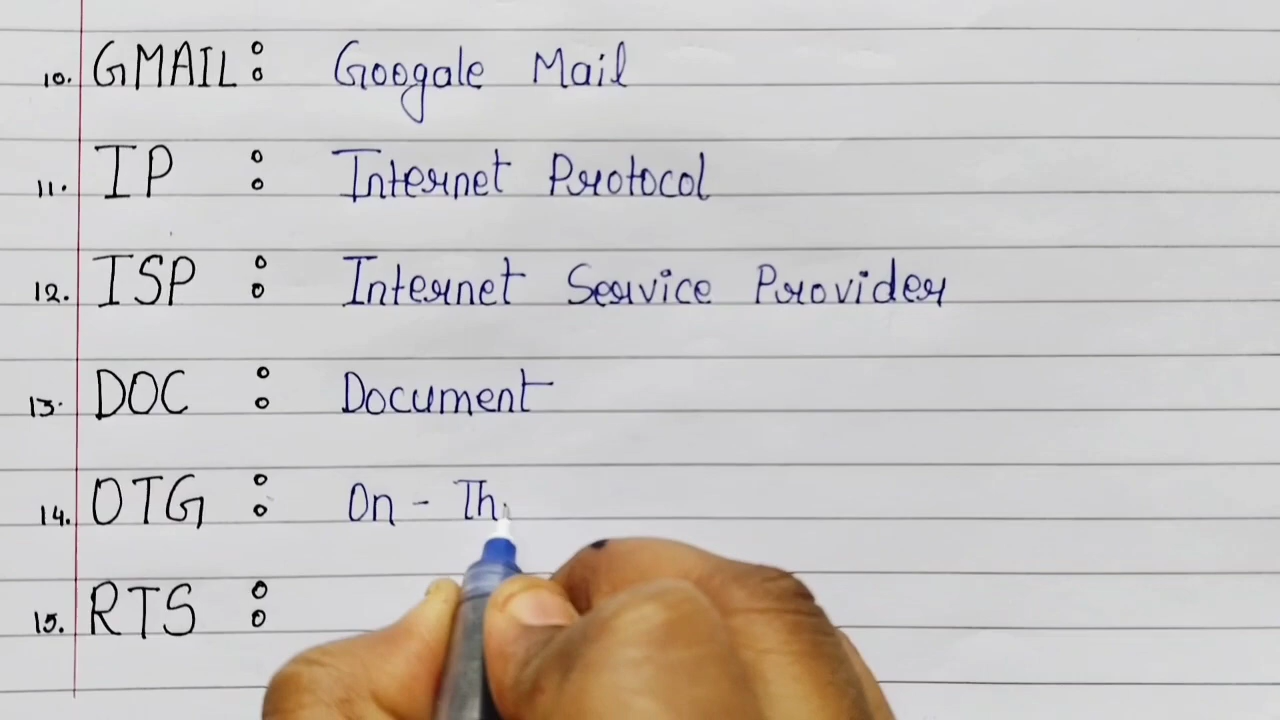 10. GMAIL : Googale Mail
11. IP : Internet Protocol
12. ISP : Internet Service Provider
13. DOC : Document
14. OTG : On - Th
15. RTS :